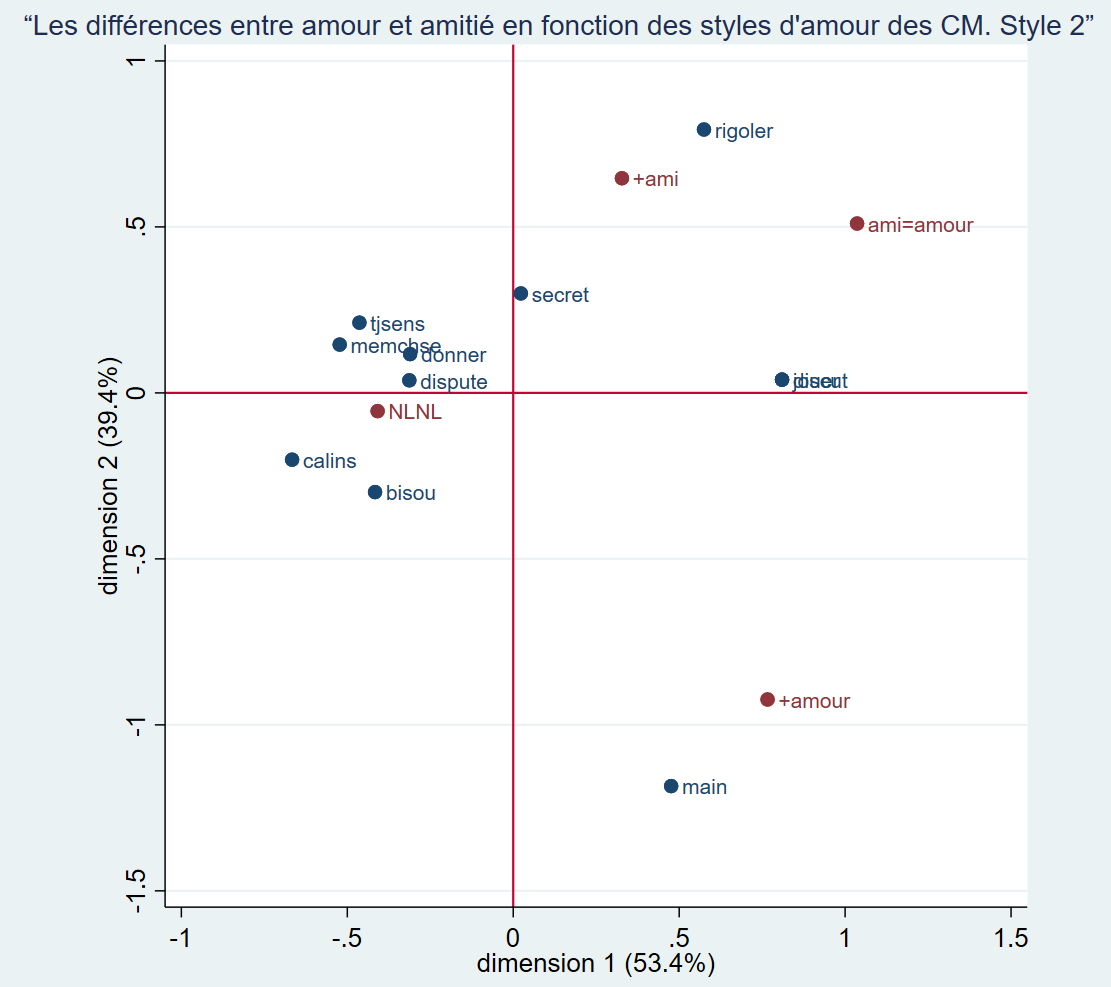 “Les différences entre amour et amitié en fonction des styles d'amour des CM. Style 2”
1
.5
0
-.5
-1
-1.5
dimension 2 (39.4%)
rigoler
+ami
ami=amour
secret
tjsens
memchse
donner
dispute
NLNL
calins
bisou
+amour
main
-1
-.5
0
.5
1
1.5
dimension 1 (53.4%)